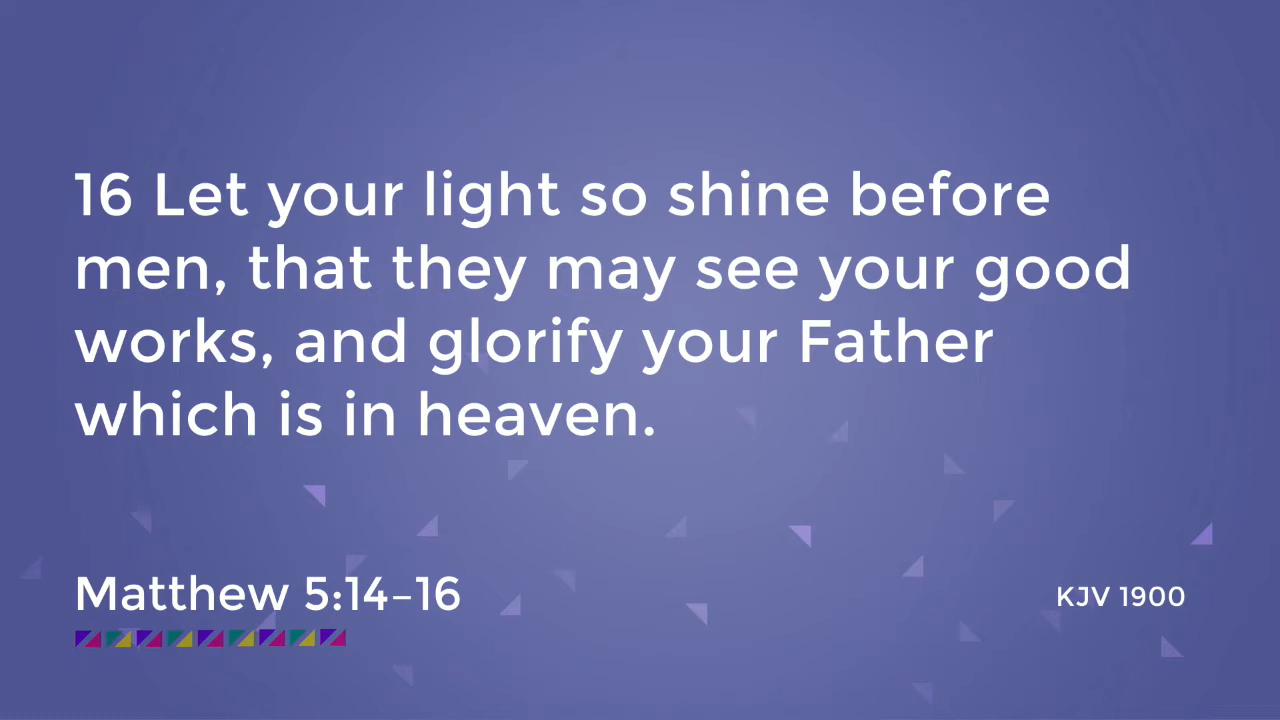 16 Let your light so shine before
men, that they may see your good
works, and glorify your Father
which is in heaven.
Matthew 5:14–16
KJV 1900